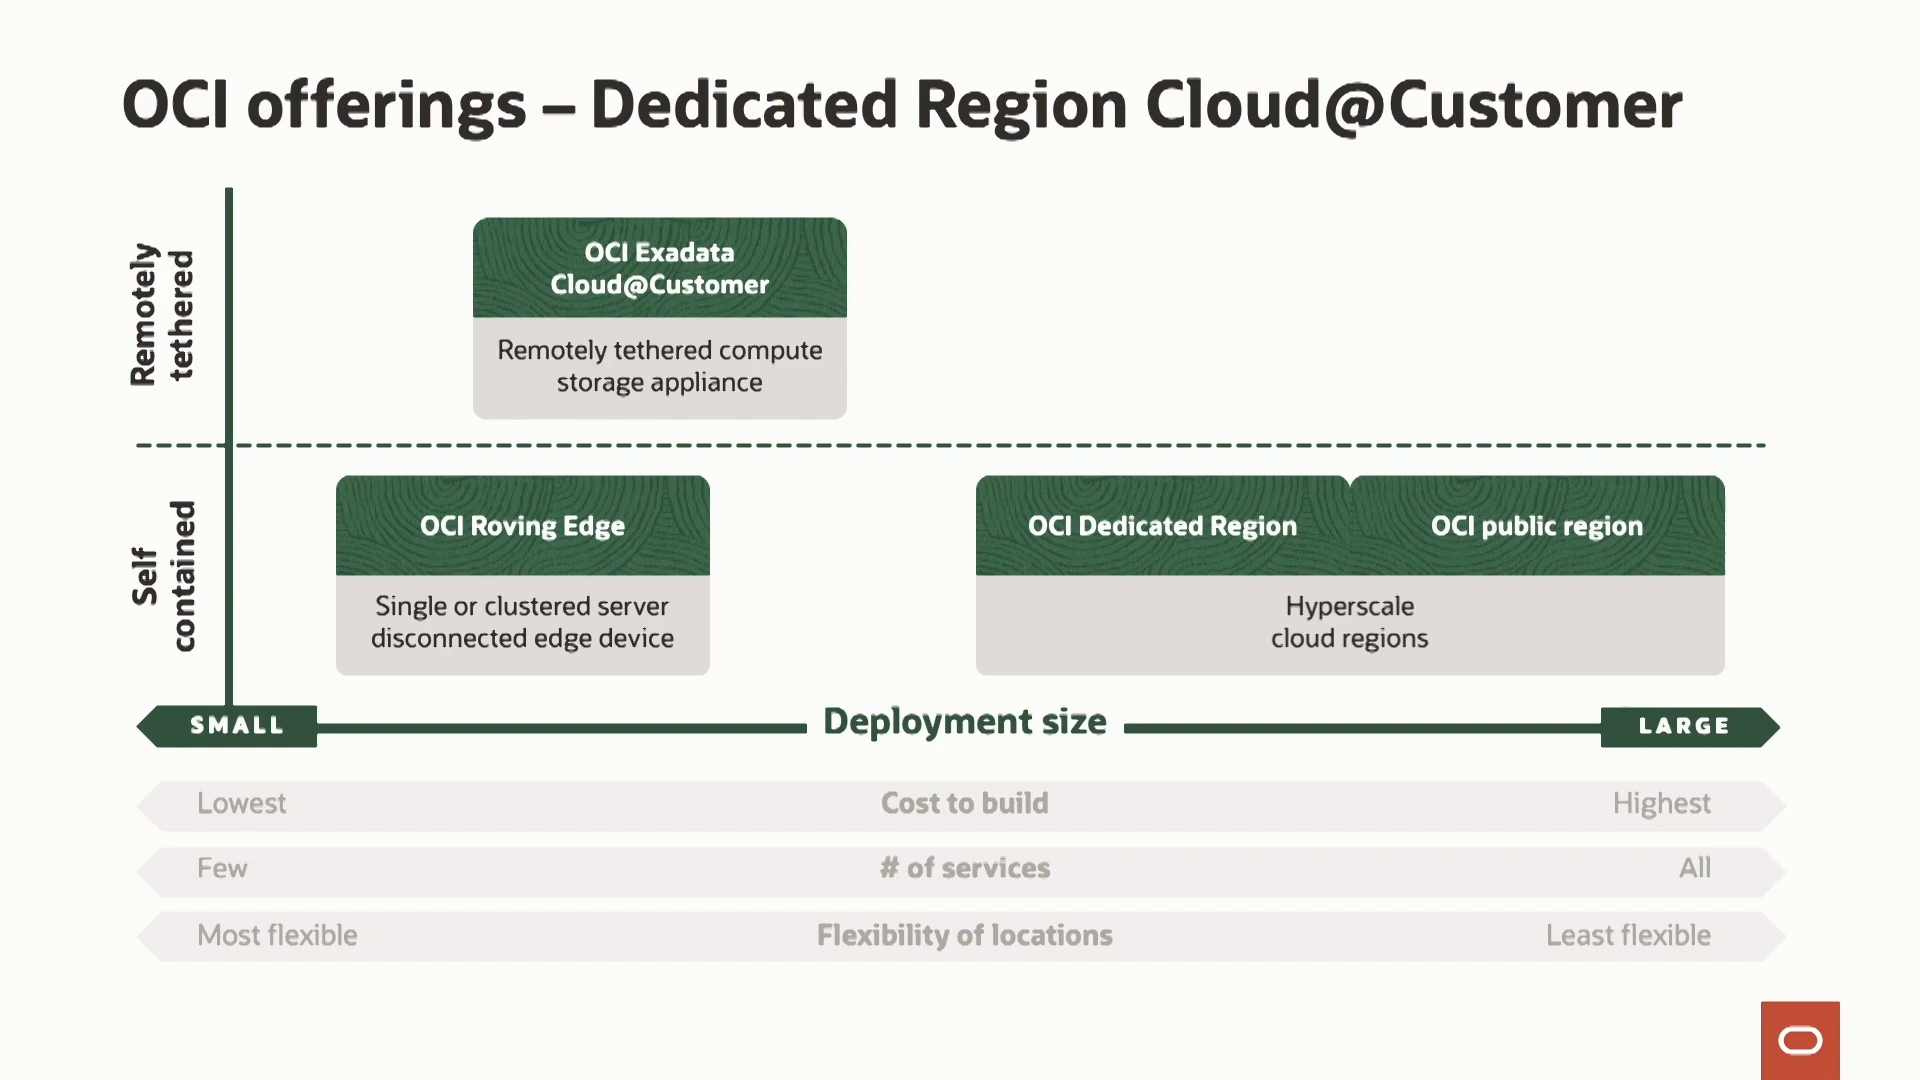 OCI offerings – Dedicated Region Cloud@Customer
Remotely
tethered
OCI Exadata
Cloud@Customer
Remotely tethered compute
storage appliance
Self
contained
OCI Roving Edge
Single or clustered server
disconnected edge device
OCI Dedicated Region
OCI public region
Hyperscale
cloud regions
SMALL
Deployment size
LARGE
Lowest
Cost to build
Highest
Few
# of services
All
Most flexible
Flexibility of locations
Least flexible